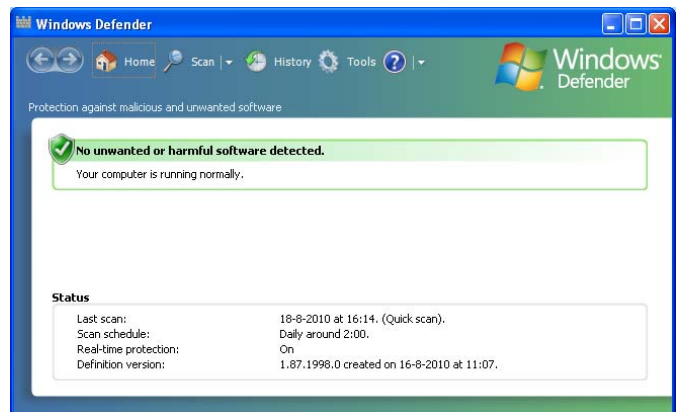 Windows Defender
Home Scan History Tools
Windows
Defender
Protection against malicious and unwanted software
No unwanted or harmful software detected.
Your computer is running normally.
Status
Last scan: 18-8-2010 at 16:14. (Quick scan).
Scan schedule: Daily around 2:00.
Real-time protection: On
Definition version: 1.87.1998.0 created on 16-8-2010 at 11:07.